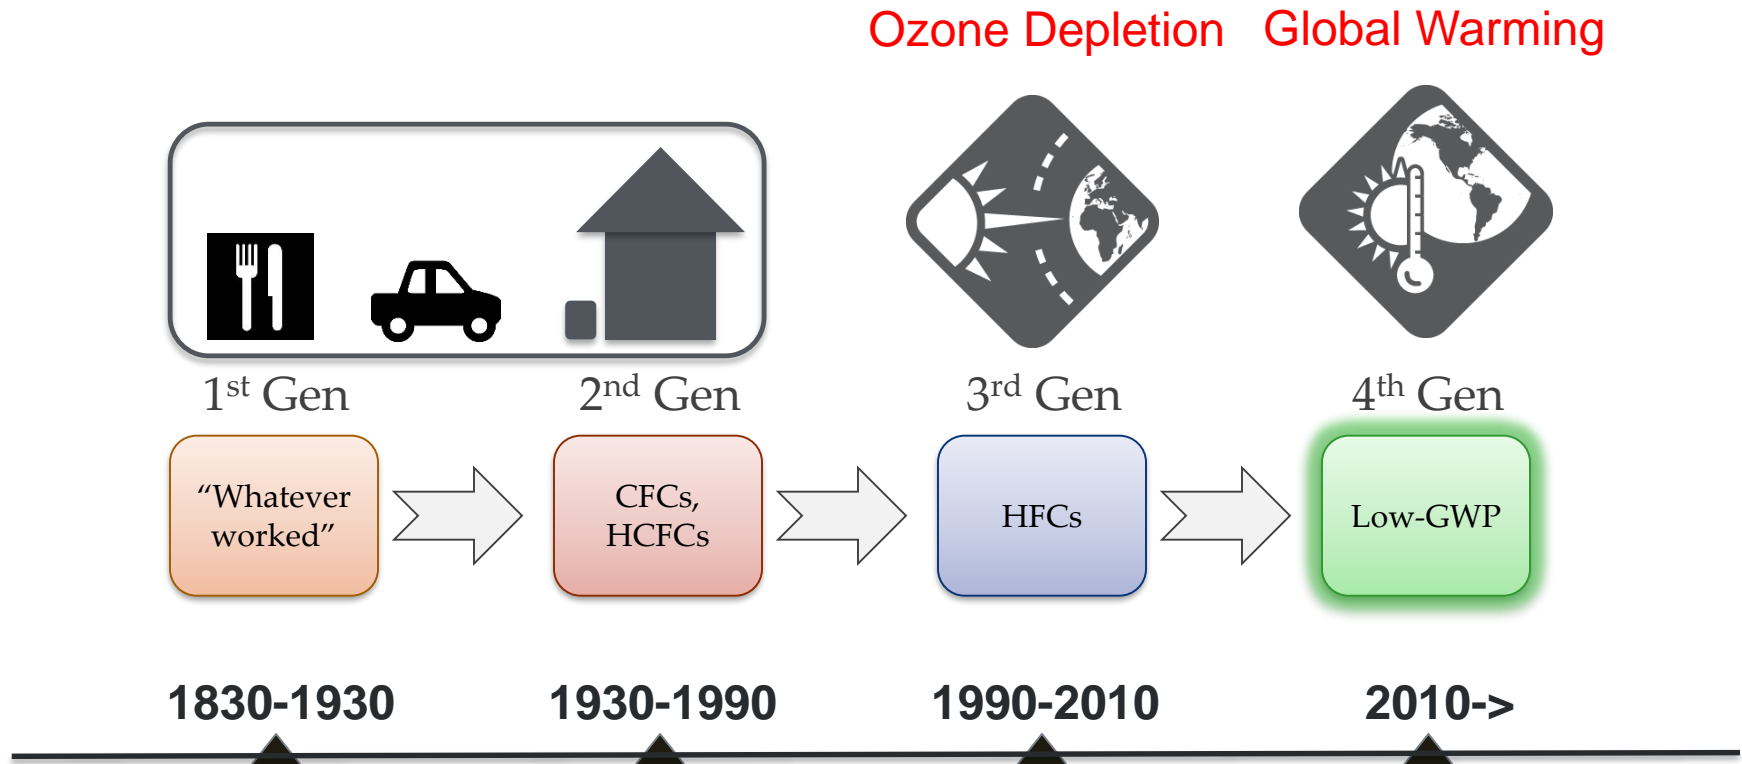 Ozone Depletion Global Warming
1st Gen 2nd Gen 3rd Gen 4th Gen
“Whatever worked”
CFCs, HCFCs
HFCs
Low-GWP
1830-1930 1930-1990 1990-2010 2010->